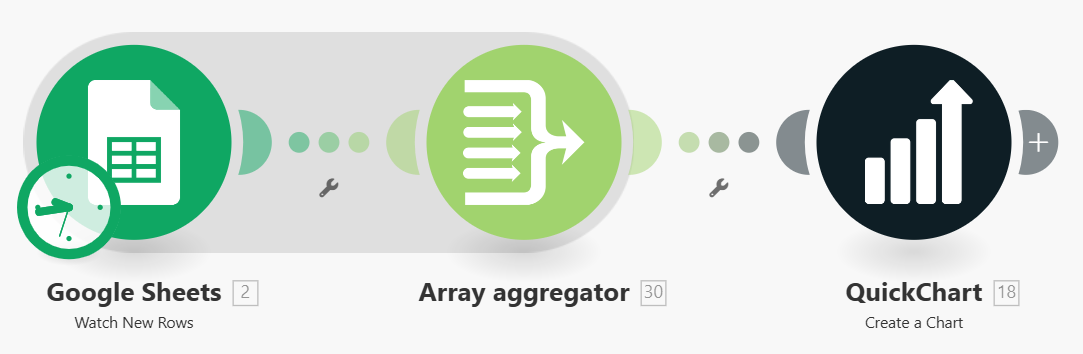 Google Sheets 2
Watch New Rows
Array aggregator 30
QuickChart 18
Create a Chart